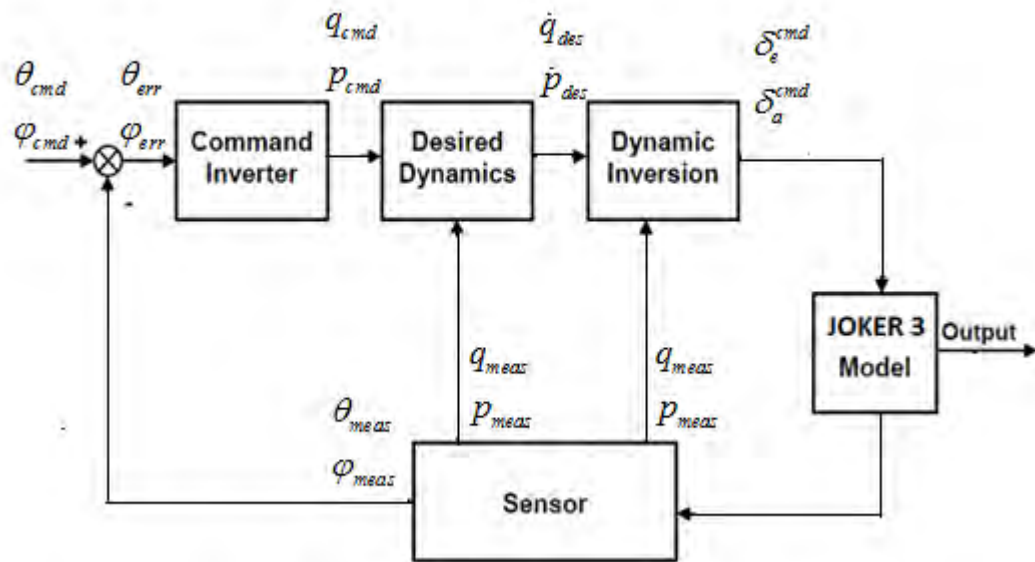 θcmd
φcmd +
-
θerr
φerr
Command
Inverter
qcmd
pcmd
Desired
Dynamics
q̇des
ṗdes
Dynamic
Inversion
δe^cmd
δa^cmd
JOKER 3
Model
Output
qmeas
pmeas
qmeas
pmeas
θmeas
φmeas
Sensor